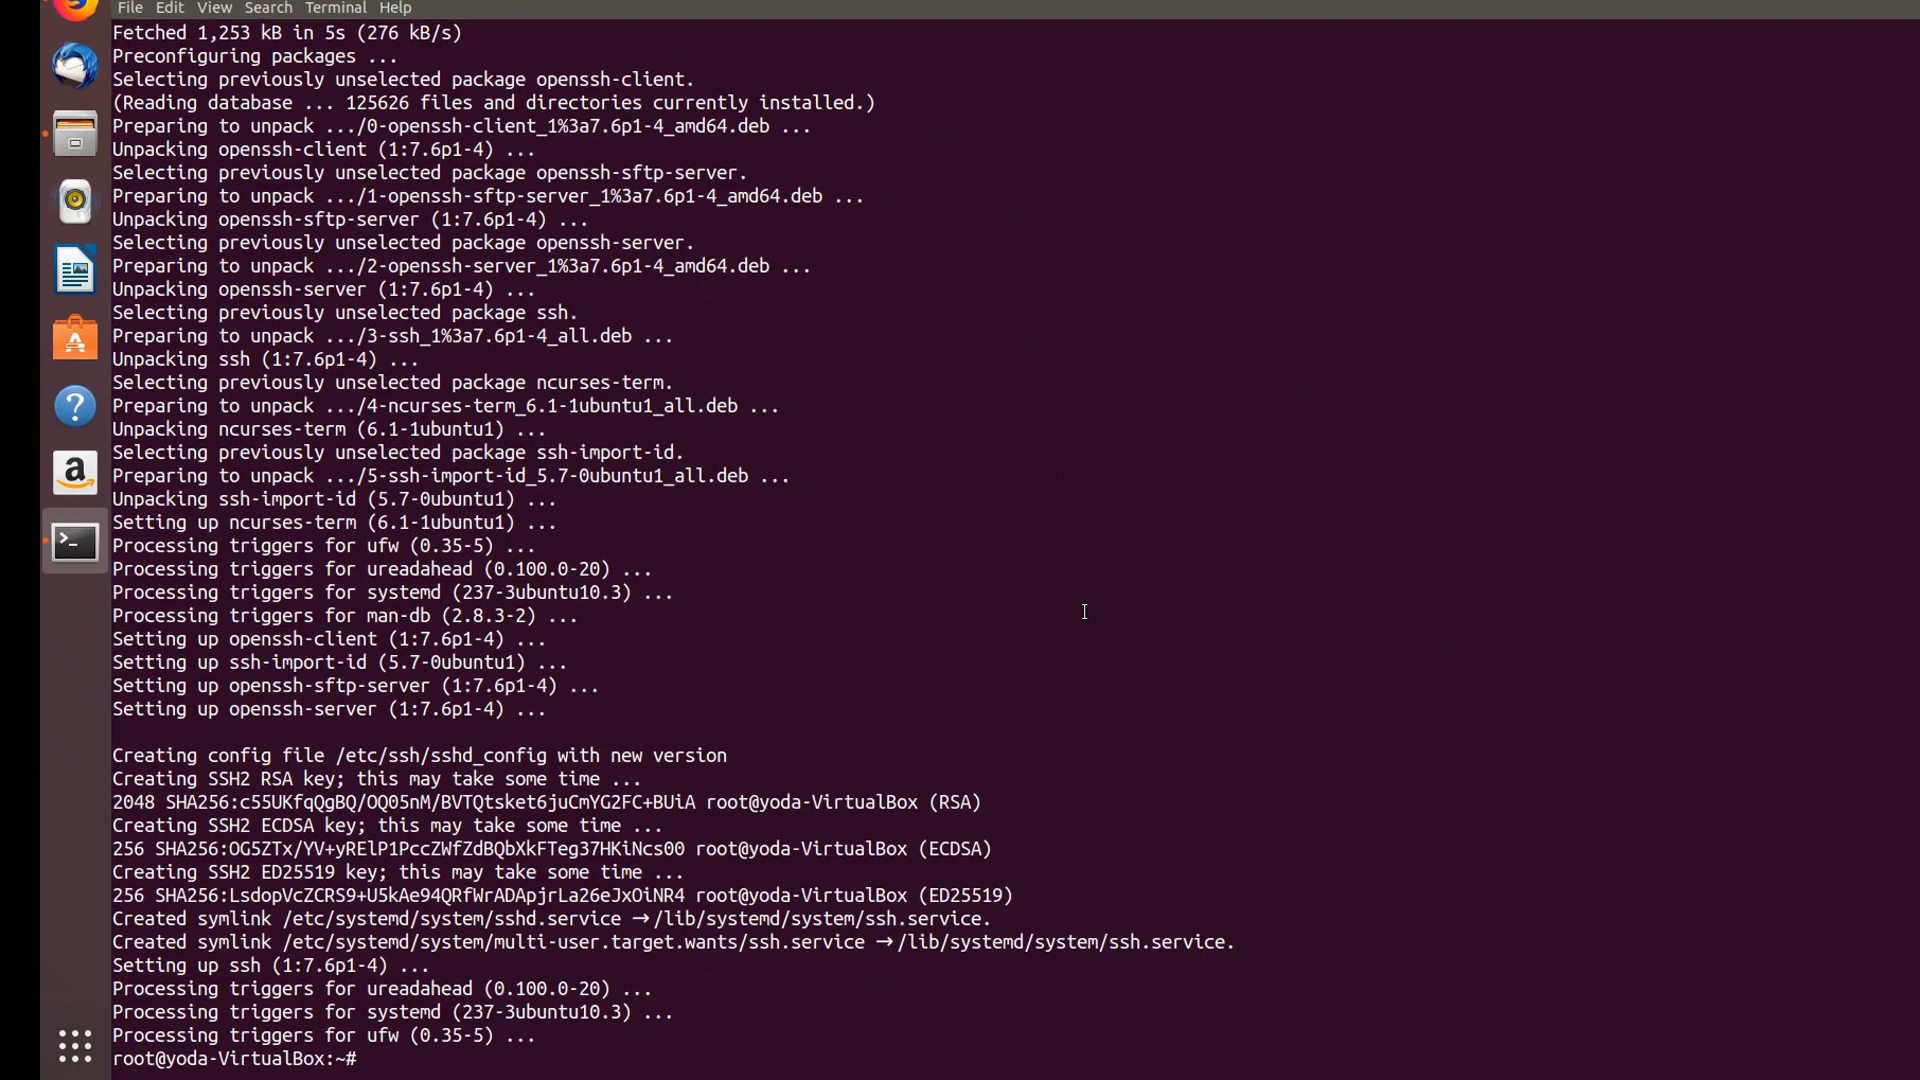 File Edit View Search Terminal Help
Fetched 1,253 kB in 5s (276 kB/s)
Preconfiguring packages ...
Selecting previously unselected package openssh-client.
(Reading database ... 125626 files and directories currently installed.)
Preparing to unpack .../0-openssh-client_1%3a7.6p1-4_amd64.deb ...
Unpacking openssh-client (1:7.6p1-4) ...
Selecting previously unselected package openssh-sftp-server.
Preparing to unpack .../1-openssh-sftp-server_1%3a7.6p1-4_amd64.deb ...
Unpacking openssh-sftp-server (1:7.6p1-4) ...
Selecting previously unselected package openssh-server.
Preparing to unpack .../2-openssh-server_1%3a7.6p1-4_amd64.deb ...
Unpacking openssh-server (1:7.6p1-4) ...
Selecting previously unselected package ssh.
Preparing to unpack .../3-ssh_1%3a7.6p1-4_all.deb ...
Unpacking ssh (1:7.6p1-4) ...
Selecting previously unselected package ncurses-term.
Preparing to unpack .../4-ncurses-term_6.1-1ubuntu1_all.deb ...
Unpacking ncurses-term (6.1-1ubuntu1) ...
Selecting previously unselected package ssh-import-id.
Preparing to unpack .../5-ssh-import-id_5.7-0ubuntu1_all.deb ...
Unpacking ssh-import-id (5.7-0ubuntu1) ...
Setting up ncurses-term (6.1-1ubuntu1) ...
Processing triggers for ufw (0.35-5) ...
Processing triggers for ureadahead (0.100.0-20) ...
Processing triggers for systemd (237-3ubuntu10.3) ...
Processing triggers for man-db (2.8.3-2) ...
Setting up openssh-client (1:7.6p1-4) ...
Setting up ssh-import-id (5.7-0ubuntu1) ...
Setting up openssh-sftp-server (1:7.6p1-4) ...
Setting up openssh-server (1:7.6p1-4) ...
Creating config file /etc/ssh/sshd_config with new version
Creating SSH2 RSA key; this may take some time ...
2048 SHA256:c55UKfqQgBQ/OQ05nM/BVTQtsket6juCmYG2FC+BUiA root@yoda-VirtualBox (RSA)
Creating SSH2 ECDSA key; this may take some time ...
256 SHA256:OG5ZTx/YV+yRElP1PccZWfZdBQbXkFTeg37HKiNcs00 root@yoda-VirtualBox (ECDSA)
Creating SSH2 ED25519 key; this may take some time ...
256 SHA256:LsdopVcZCRS9+U5kAe94QRfWrADApjrLa26eJxOiNR4 root@yoda-VirtualBox (ED25519)
Created symlink /etc/systemd/system/sshd.service → /lib/systemd/system/ssh.service.
Created symlink /etc/systemd/system/multi-user.target.wants/ssh.service → /lib/systemd/system/ssh.service.
Setting up ssh (1:7.6p1-4) ...
Processing triggers for ureadahead (0.100.0-20) ...
Processing triggers for systemd (237-3ubuntu10.3) ...
Processing triggers for ufw (0.35-5) ...
root@yoda-VirtualBox:~#